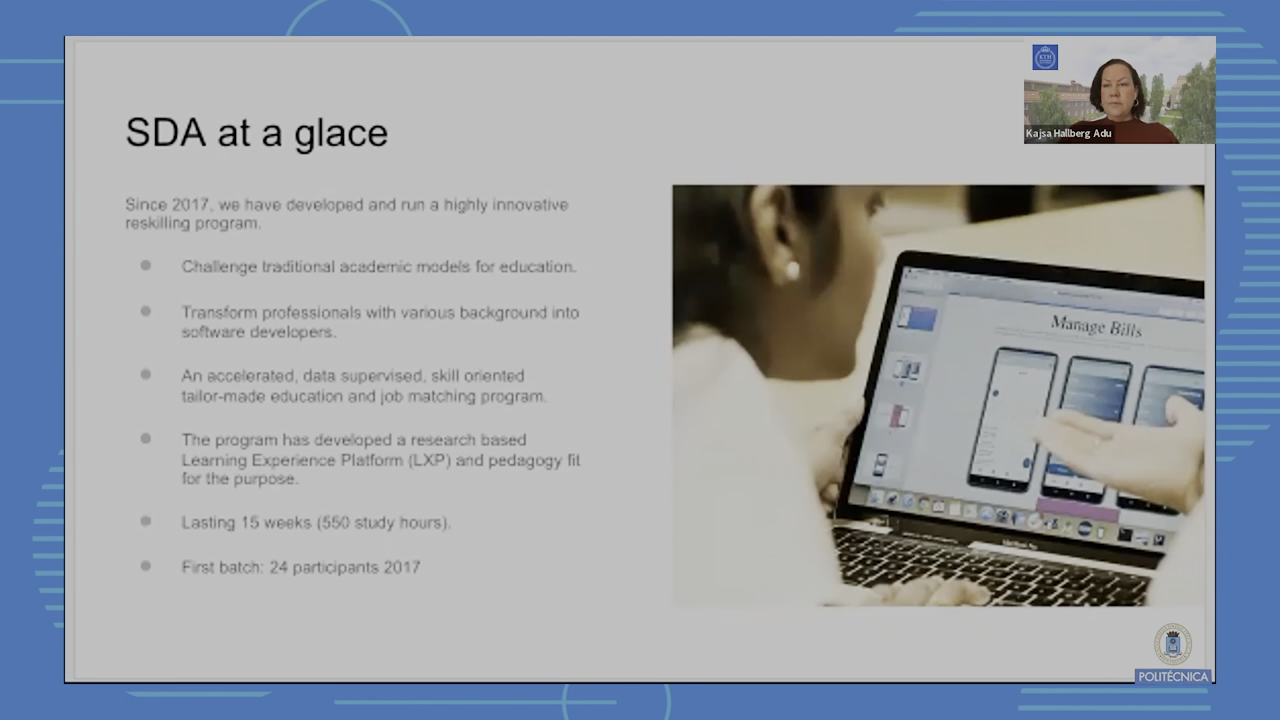 SDA at a glace
Since 2017, we have developed and run a highly innovative
reskilling program.
Challenge traditional academic models for education.
Transform professionals with various background into
software developers.
An accelerated, data supervised, skill oriented
tailor-made education and job matching program.
The program has developed a research based
Learning Experience Platform (LXP) and pedagogy fit
for the purpose.
Lasting 15 weeks (550 study hours).
First batch: 24 participants 2017
KTH
Kajsa Hallberg Adu
Manage Bills
POLITÉCNICA